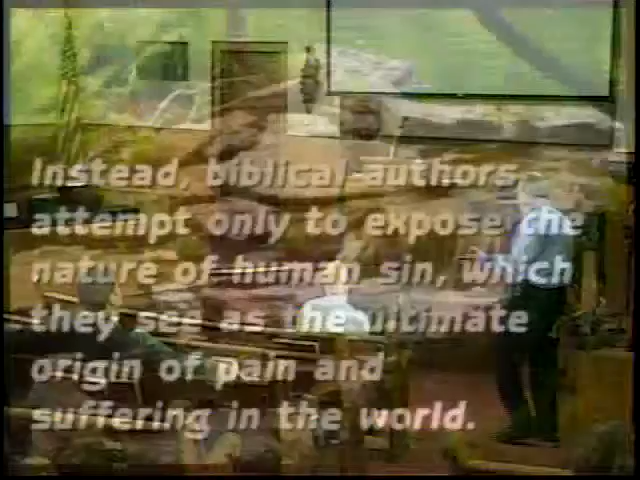 Instead, biblical authors
attempt only to expose the
nature of human sin, which
they see as the ultimate
origin of pain and
suffering in the world.